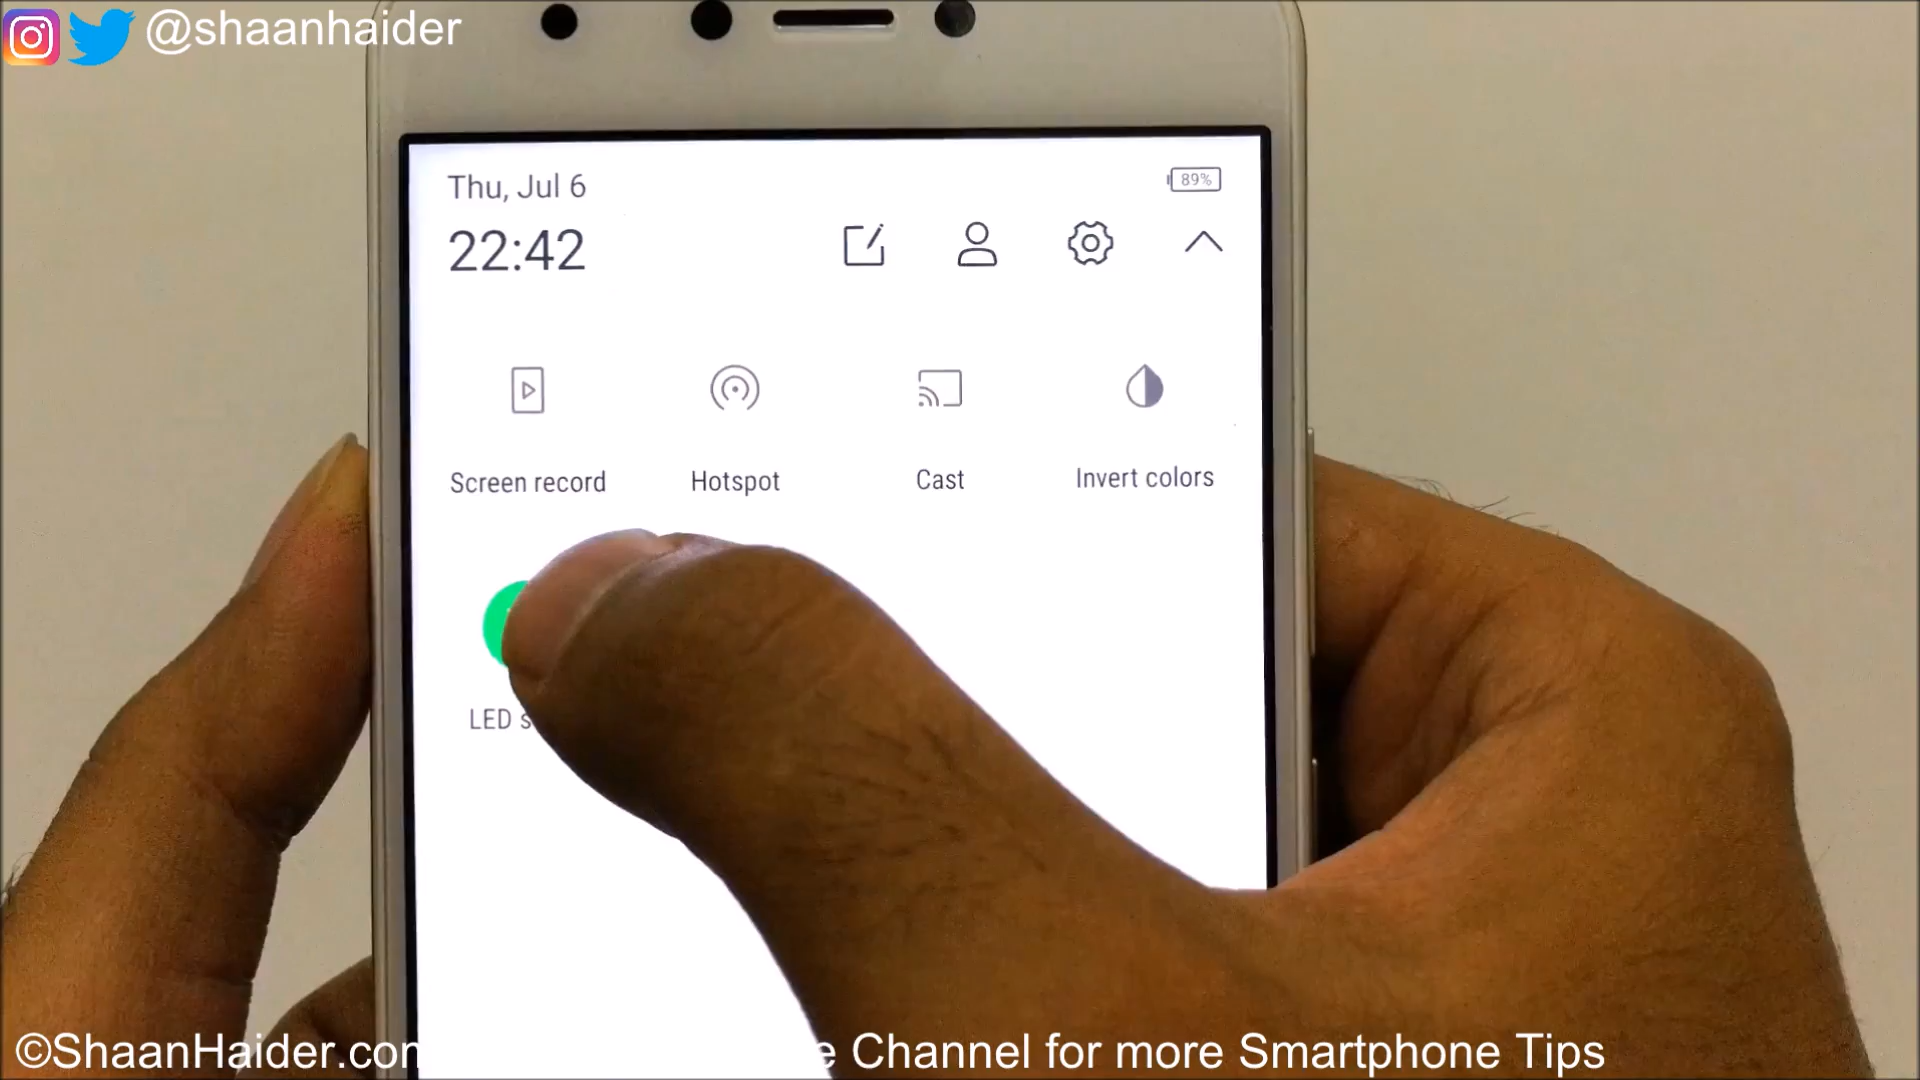 @shaanhaider
Thu, Jul 6
89%
22:42
Screen record
Hotspot
Cast
Invert colors
LED
©ShaanHaider.com
Channel for more Smartphone Tips